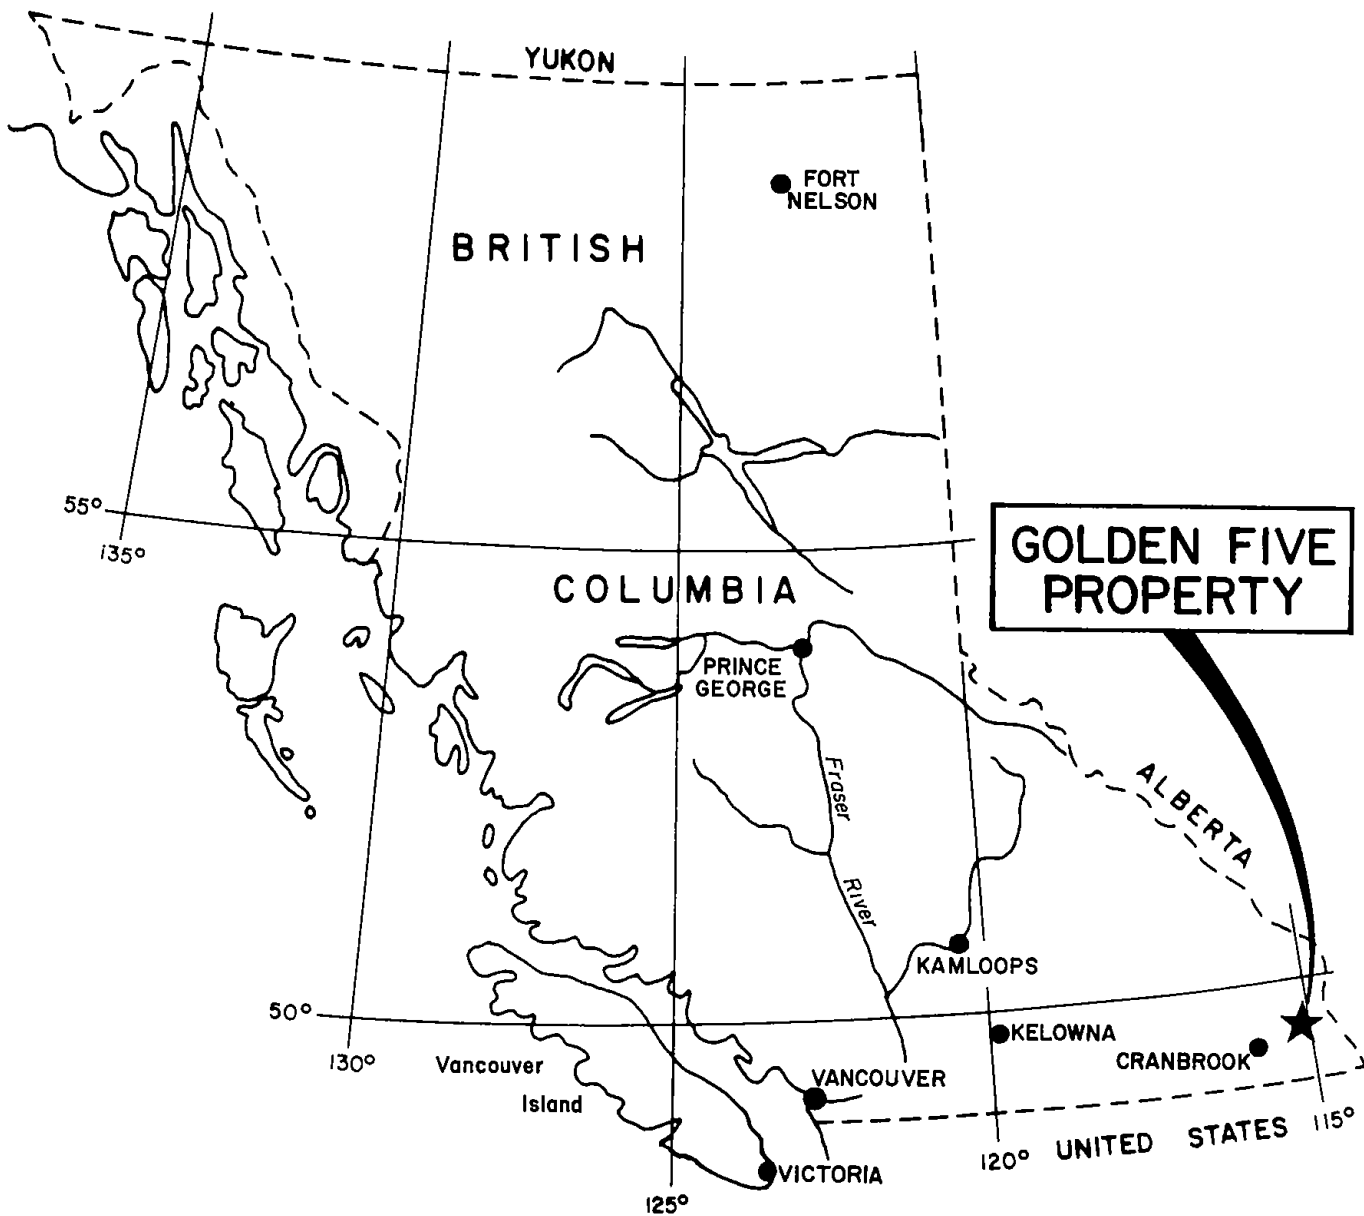 YUKON
FORT
NELSON
BRITISH
55°
135°
GOLDEN FIVE
PROPERTY
COLUMBIA
PRINCE
GEORGE
Fraser
River
ALBERTA
KAMLOOPS
50°
130°
KELOWNA
CRANBROOK
Vancouver
Island
VANCOUVER
115°
UNITED STATES
120°
VICTORIA
125°